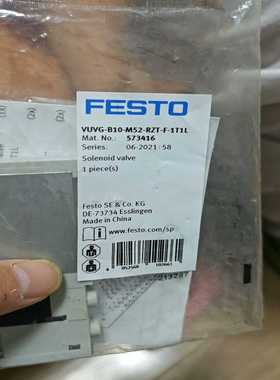 FESTO
VUVG-B10-M52-RZT-F-1T1L
Mat. No.: 573416
Series: 06-2021 58
Solenoid valve
1 piece(s)
Festo SE & Co. KG
DE-73734 Esslingen
Made in China
www.festo.com/sp